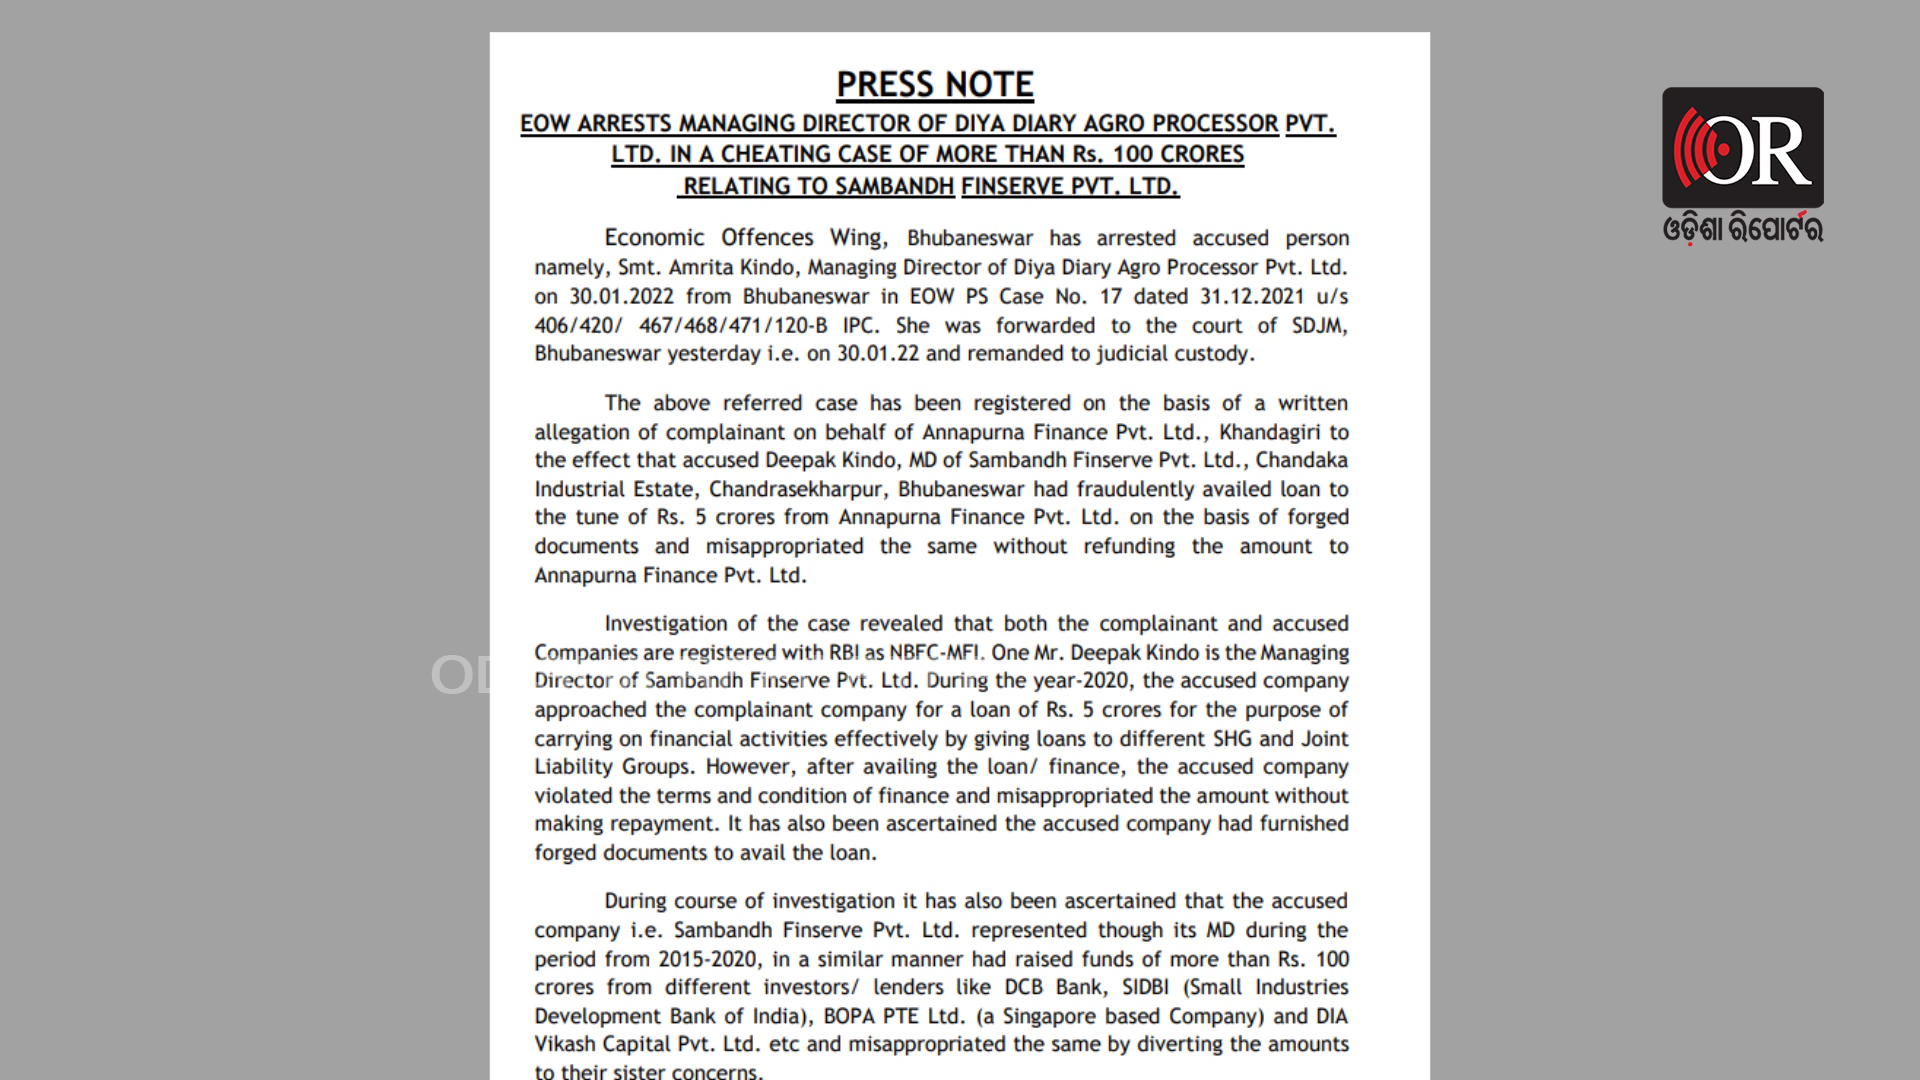 PRESS NOTE
EOW ARRESTS MANAGING DIRECTOR OF DIYA DIARY AGRO PROCESSOR PVT.
LTD. IN A CHEATING CASE OF MORE THAN Rs. 100 CRORES
RELATING TO SAMBANDH FINSERVE PVT. LTD.
OR
ଓଡ଼ିଶା ରିପୋର୍ଟର
Economic Offences Wing, Bhubaneswar has arrested accused person
namely, Smt. Amrita Kindo, Managing Director of Diya Diary Agro Processor Pvt. Ltd.
on 30.01.2022 from Bhubaneswar in EOW PS Case No. 17 dated 31.12.2021 u/s
406/420/ 467/468/471/120-B IPC. She was forwarded to the court of SDJM,
Bhubaneswar yesterday i.e. on 30.01.22 and remanded to judicial custody.
The above referred case has been registered on the basis of a written
allegation of complainant on behalf of Annapurna Finance Pvt. Ltd., Khandagiri to
the effect that accused Deepak Kindo, MD of Sambandh Finserve Pvt. Ltd., Chandaka
Industrial Estate, Chandrasekharpur, Bhubaneswar had fraudulently availed loan to
the tune of Rs. 5 crores from Annapurna Finance Pvt. Ltd. on the basis of forged
documents and misappropriated the same without refunding the amount to
Annapurna Finance Pvt. Ltd.
Investigation of the case revealed that both the complainant and accused
Companies are registered with RBI as NBFC-MFI. One Mr. Deepak Kindo is the Managing
Director of Sambandh Finserve Pvt. Ltd. During the year-2020, the accused company
approached the complainant company for a loan of Rs. 5 crores for the purpose of
carrying on financial activities effectively by giving loans to different SHG and Joint
Liability Groups. However, after availing the loan/ finance, the accused company
violated the terms and condition of finance and misappropriated the amount without
making repayment. It has also been ascertained the accused company had furnished
forged documents to avail the loan.
During course of investigation it has also been ascertained that the accused
company i.e. Sambandh Finserve Pvt. Ltd. represented though its MD during the
period from 2015-2020, in a similar manner had raised funds of more than Rs. 100
crores from different investors/ lenders like DCB Bank, SIDBI (Small Industries
Development Bank of India), BOPA PTE Ltd. (a Singapore based Company) and DIA
Vikash Capital Pvt. Ltd. etc and misappropriated the same by diverting the amounts
to their sister concerns.